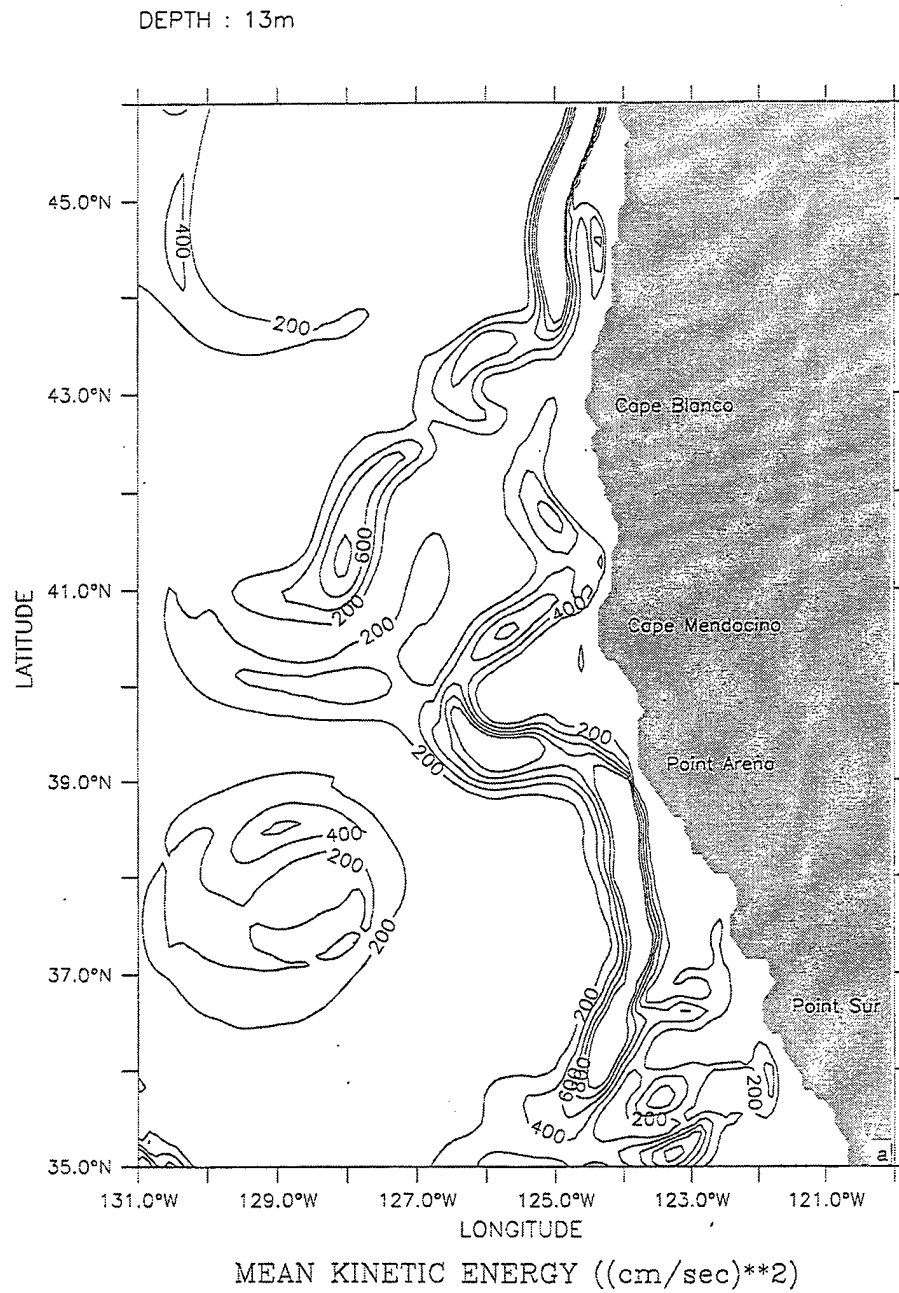 DEPTH : 13m
45.0°N
400
200
43.0°N
Cape Blanco
600
41.0°N
200
200
400
Cape Mendocino
LATITUDE
200
200
Point Arena
39.0°N
400
200
200
37.0°N
200
Point Sur
800
600
200
400
200
35.0°N
a
131.0°W
129.0°W
127.0°W
125.0°W
123.0°W
121.0°W
LONGITUDE
MEAN KINETIC ENERGY ((cm/sec)**2)